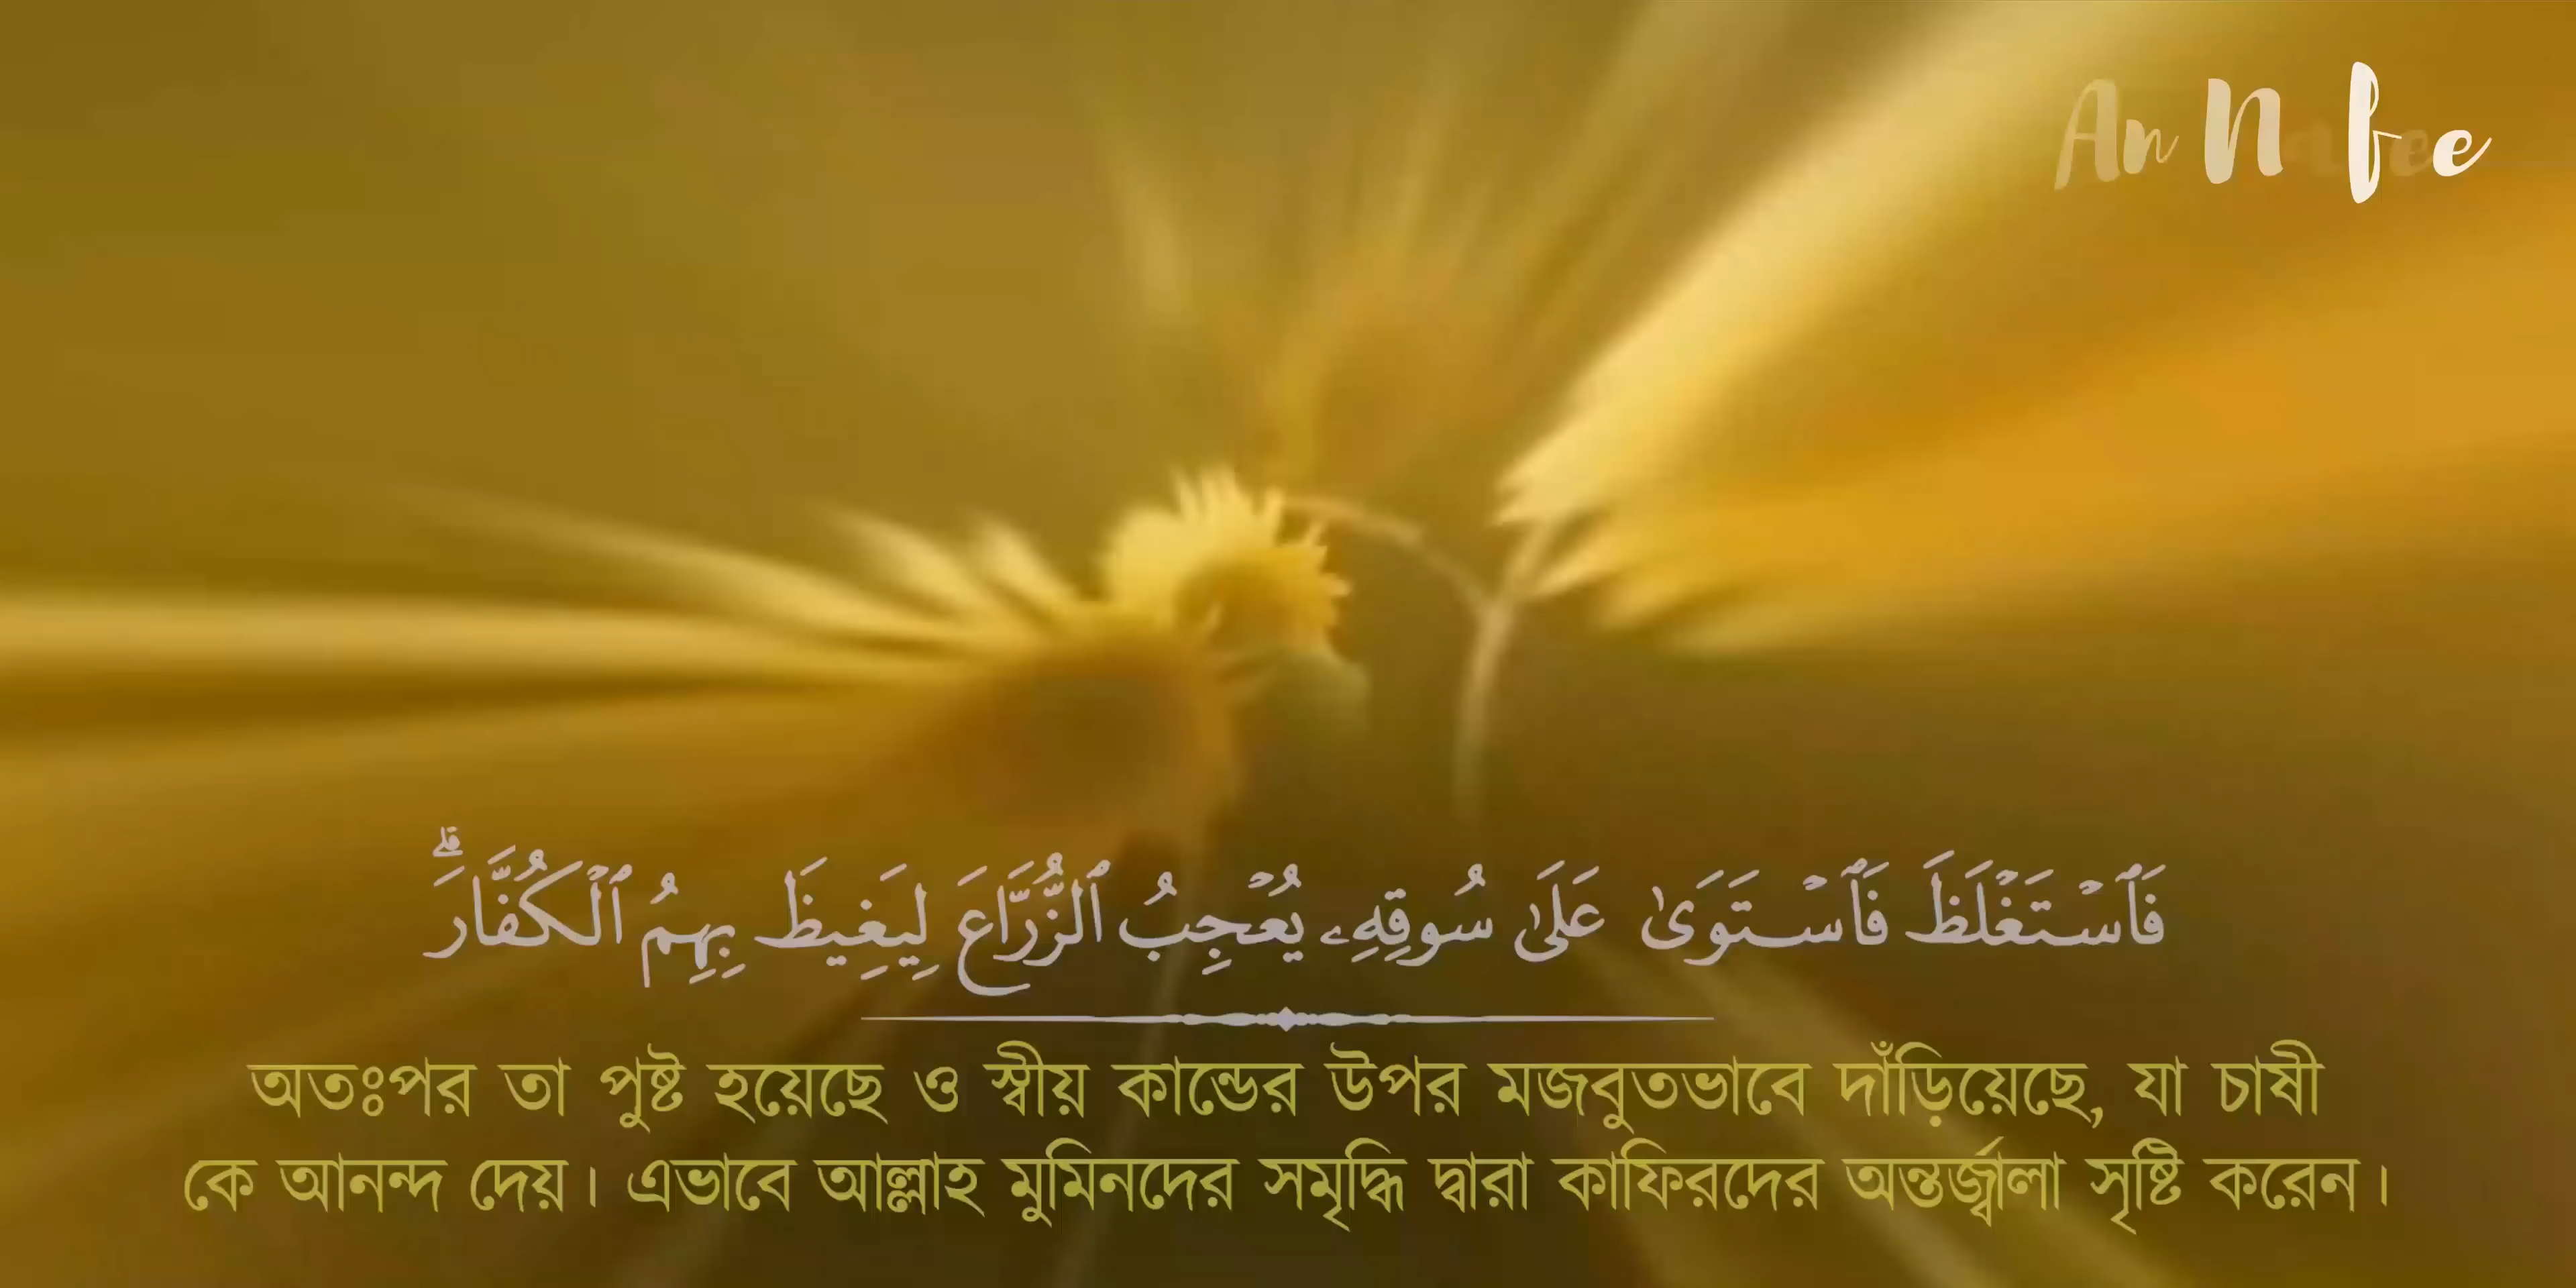 An Nafee
فَٱسۡتَغۡلَظَ فَٱسۡتَوَىٰ عَلَىٰ سُوقِهِۦ يُعۡجِبُ ٱلزُّرَّاعَ لِيَغِيظَ بِهِمُ ٱلۡكُفَّارَۗ
অতঃপর তা পুষ্ট হয়েছে ও স্বীয় কান্ডের উপর মজবুতভাবে দাঁড়িয়েছে, যা চাষী
কে আনন্দ দেয়। এভাবে আল্লাহ মুমিনদের সমৃদ্ধি দ্বারা কাফিরদের অন্তর্জ্বালা সৃষ্টি করেন।